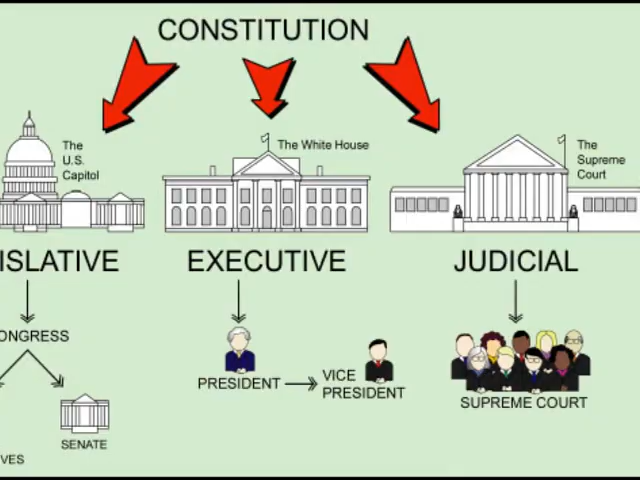 CONSTITUTION
The
U.S.
Capitol
The White House
The
Supreme
Court
ISLATIVE
EXECUTIVE
JUDICIAL
ONGRESS
PRESIDENT
VICE
PRESIDENT
SUPREME COURT
SENATE
VES